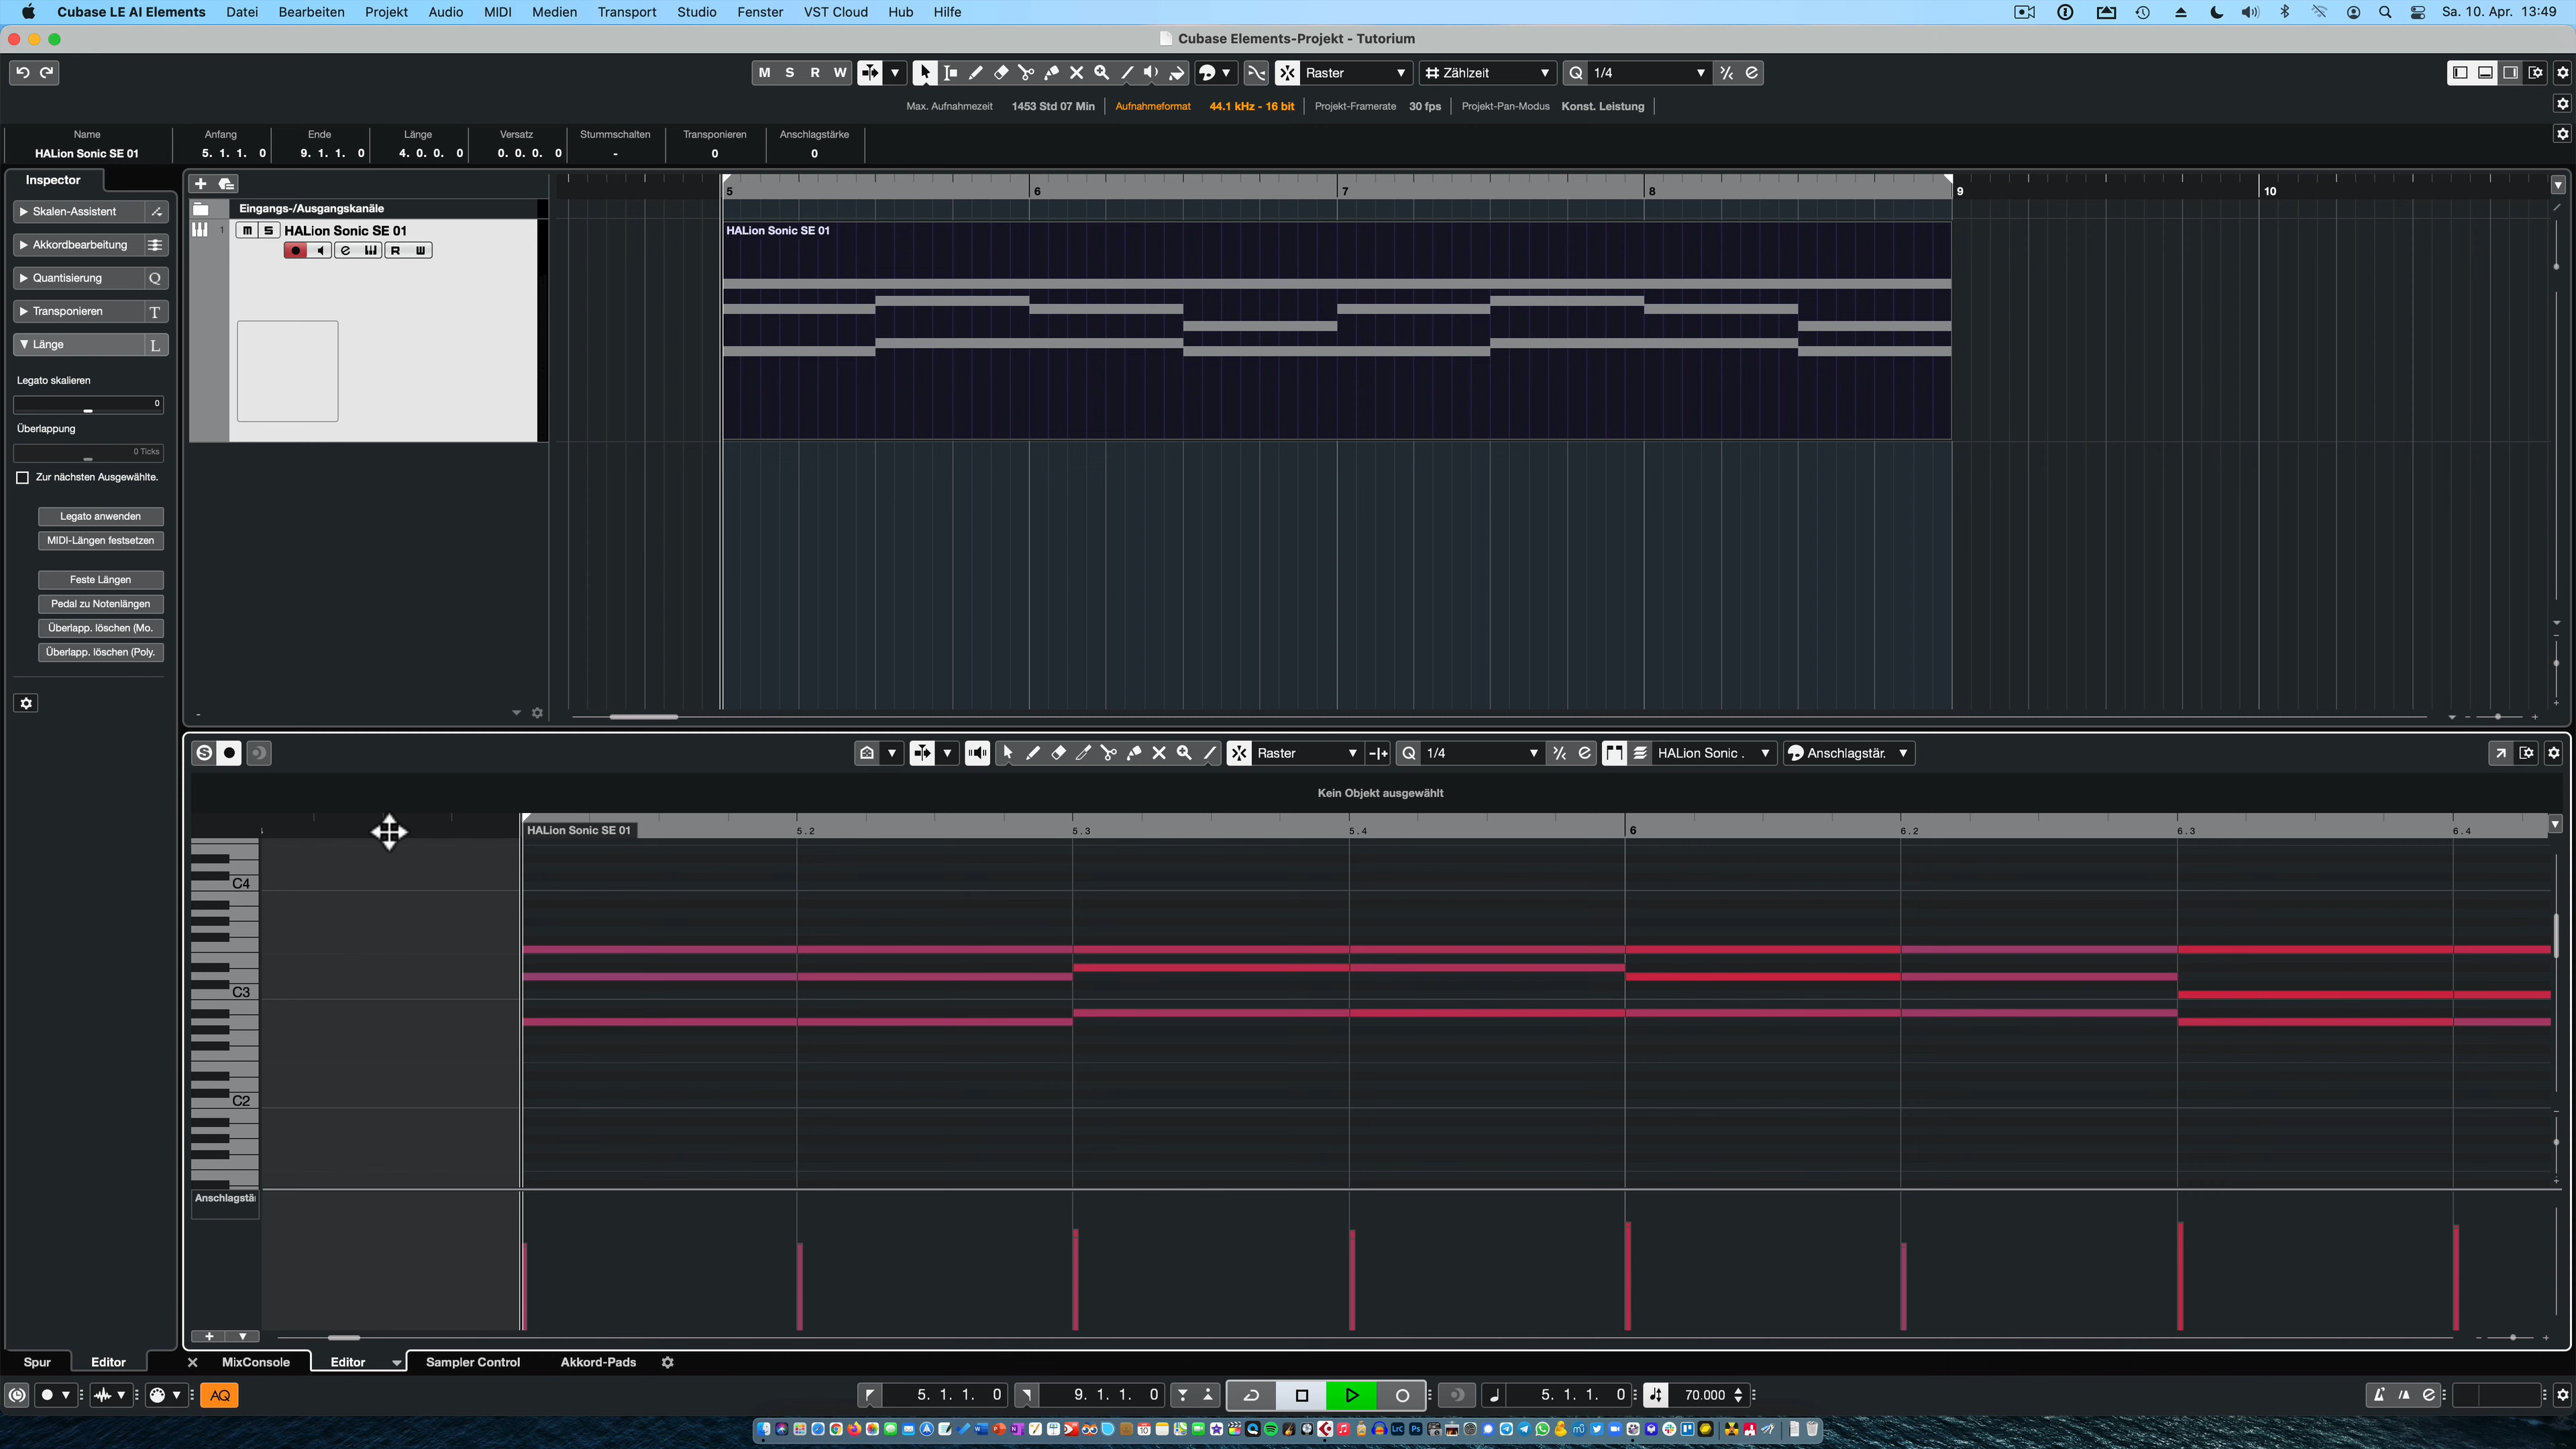 Cubase LE AI Elements Datei Bearbeiten Projekt Audio MIDI Medien Transport Studio Fenster VST Cloud Hub Hilfe Sa. 10. Apr. 13:49
Cubase Elements-Projekt - Tutorium
M S R W Raster Zählzeit Q 1/4
Max. Aufnahmezeit 1453 Std 07 Min Aufnahmeformat 44.1 kHz - 16 bit Projekt-Framerate 30 fps Projekt-Pan-Modus Konst. Leistung
Name Anfang Ende Länge Versatz Stummschalten Transponieren Anschlagstärke
HALion Sonic SE 01 5. 1. 1. 0 9. 1. 1. 0 4. 0. 0. 0 0. 0. 0. 0 - 0 0
Inspector
5 6 7 8 9 10
Skalen-Assistent
Eingangs-/Ausgangskanäle
1 m S HALion Sonic SE 01
HALion Sonic SE 01
e R W
Akkordbearbeitung
Quantisierung Q
Transponieren T
Länge L
Legato skalieren
0
Überlappung
0 Ticks
Zur nächsten Ausgewählte.
Legato anwenden
MIDI-Längen festsetzen
Feste Längen
Pedal zu Notenlängen
Überlapp. löschen (Mo.
Überlapp. löschen (Poly.
S Raster Q 1/4 e HALion Sonic . Anschlagstär.
Kein Objekt ausgewählt
HALion Sonic SE 01 5.2 5.3 5.4 6 6.2 6.3 6.4
C4
C3
C2
Anschlagstä
Spur Editor MixConsole Editor Sampler Control Akkord-Pads
AQ 5. 1. 1. 0 9. 1. 1. 0 5. 1. 1. 0 70.000